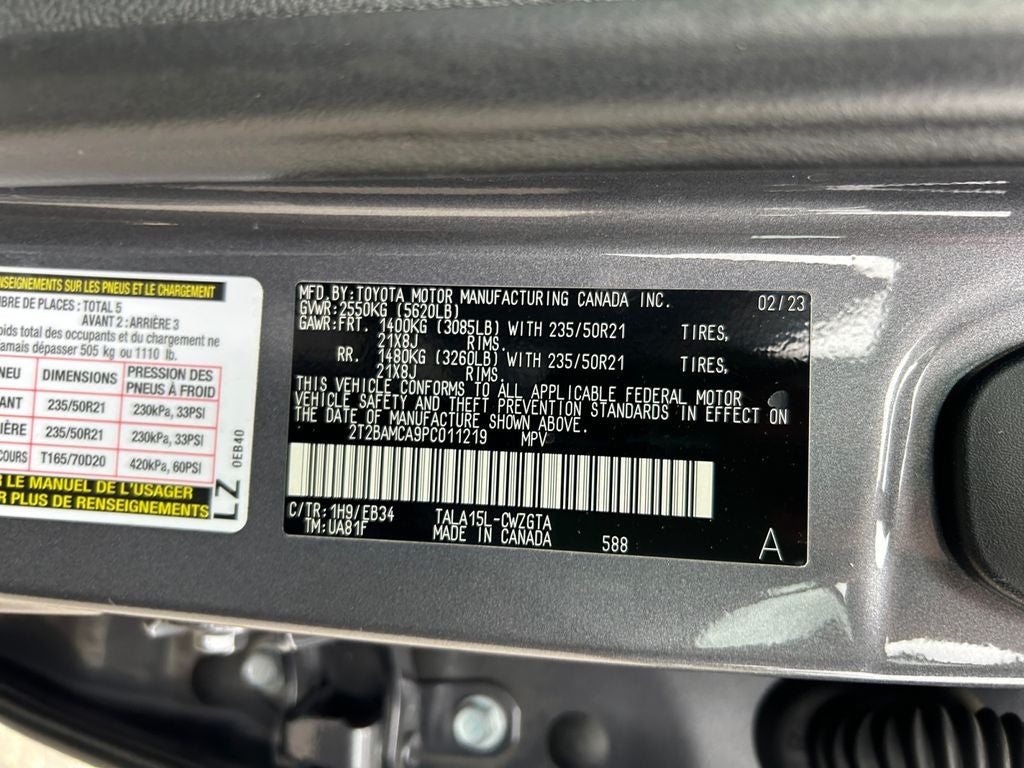 NSEIGNEMENTS SUR LES PNEUS ET LE CHARGEMENT
MBRE DE PLACES : TOTAL 5
AVANT 2 : ARRIÈRE 3
oids total des occupants et du chargement ne
jamais dépasser 505 kg ou 1110 lb.
NEU DIMENSIONS PRESSION DES PNEUS À FROID
ANT 235/50R21 230kPa, 33PSI
IÈRE 235/50R21 230kPa, 33PSI
COURS T165/70D20 420kPa, 60PSI
R LE MANUEL DE L'USAGER
R PLUS DE RENSEIGNEMENTS
LZ
0EB40
MFD.BY:TOYOTA MOTOR MANUFACTURING CANADA INC. 02/23
GVWR:2550KG (5620LB)
GAWR:FRT. 1400KG (3085LB) WITH 235/50R21 TIRES,
21X8J RIMS.
RR. 1480KG (3260LB) WITH 235/50R21 TIRES,
21X8J RIMS.
THIS VEHICLE CONFORMS TO ALL APPLICABLE FEDERAL MOTOR
VEHICLE SAFETY AND THEFT PREVENTION STANDARDS IN EFFECT ON
THE DATE OF MANUFACTURE SHOWN ABOVE.
2T2BAMCA9PC011219 MPV
C/TR:1H9/EB34 TALA15L-CWZGTA
TM:UA81F MADE IN CANADA 588 A